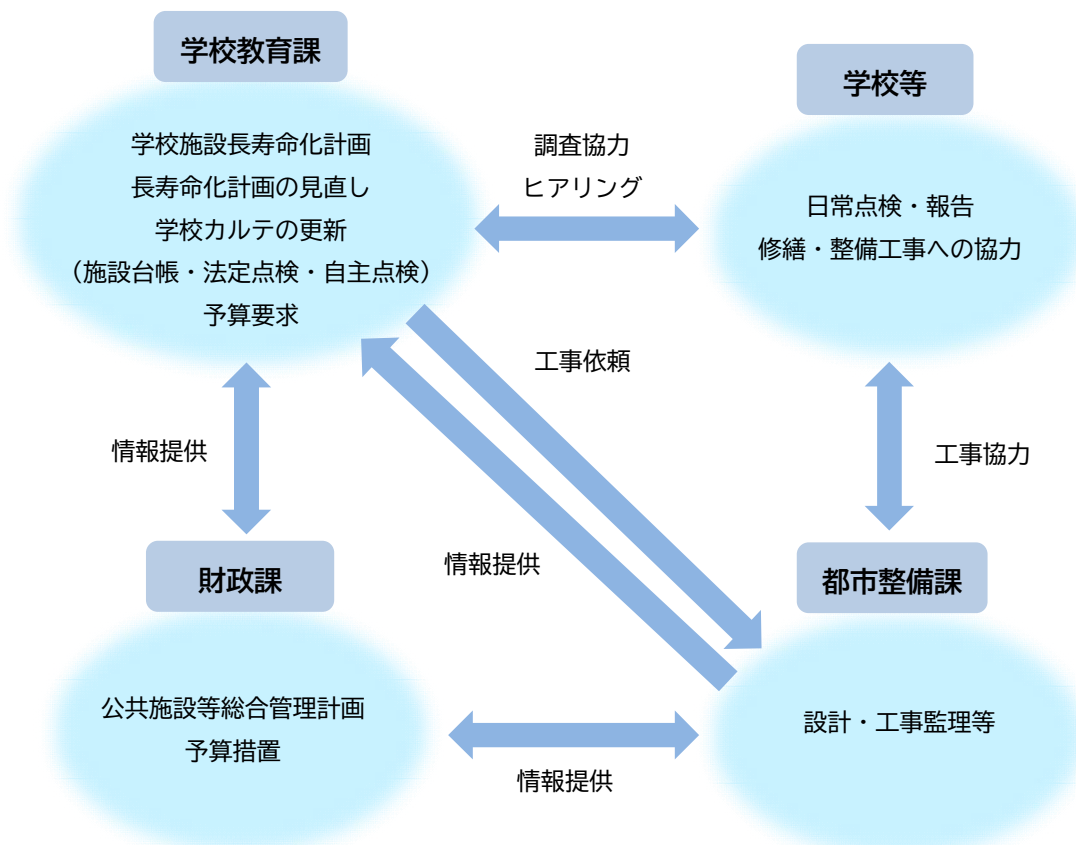 学校教育課
学校施設長寿命化計画
長寿命化計画の見直し
学校カルテの更新
（施設台帳・法定点検・自主点検）
予算要求
調査協力
ヒアリング
学校等
日常点検・報告
修繕・整備工事への協力
工事依頼
情報提供
工事協力
情報提供
財政課
公共施設等総合管理計画
予算措置
情報提供
都市整備課
設計・工事監理等